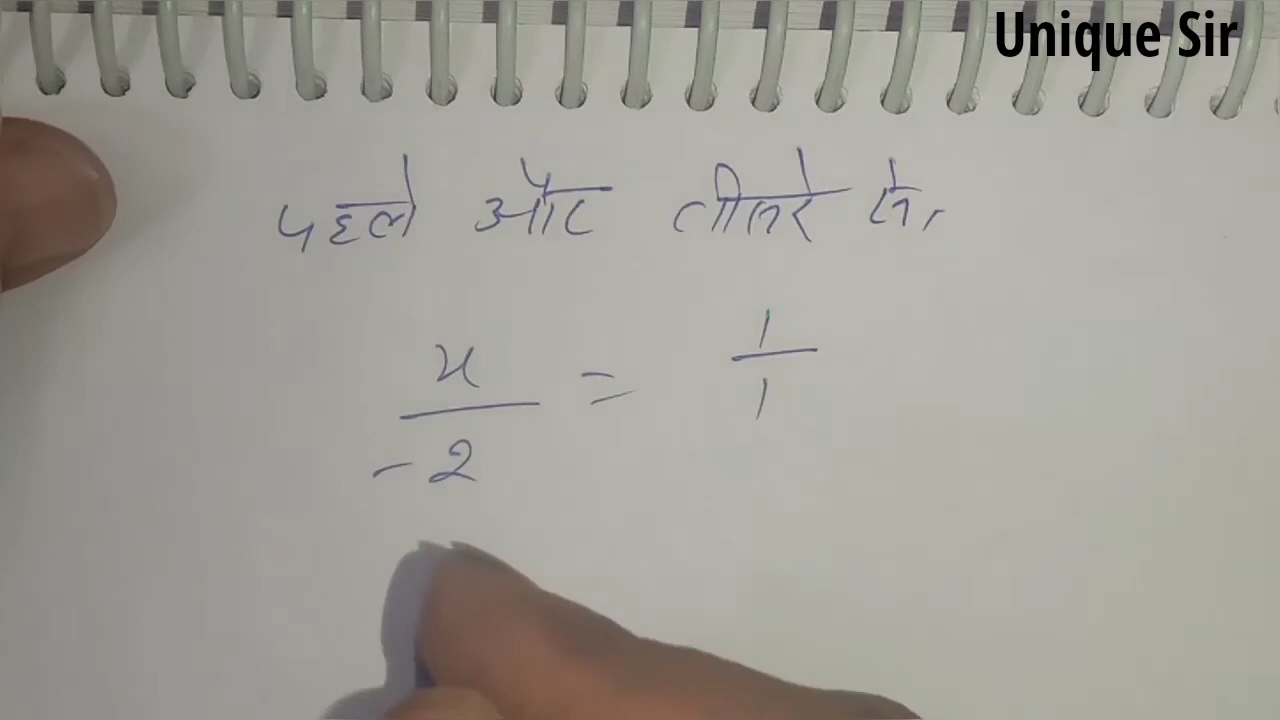 Unique Sir
पहले और तीसरे से,
x/-2 = 1/1